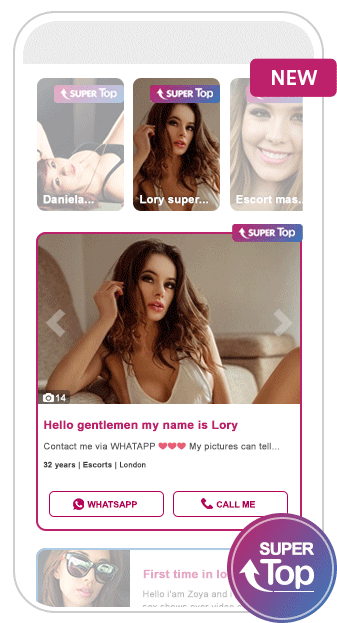 NEW
SUPER Top
SUPER Top
Daniela...
Lory super...
Escort mas...
SUPER Top
14
Hello gentlemen my name is Lory
Contact me via WHATAPP ❤❤❤ My pictures can tell...
32 years | Escorts | London
WHATSAPP
CALL ME
First time in lo
Hello i'am Zoya and I
SUPER
Top